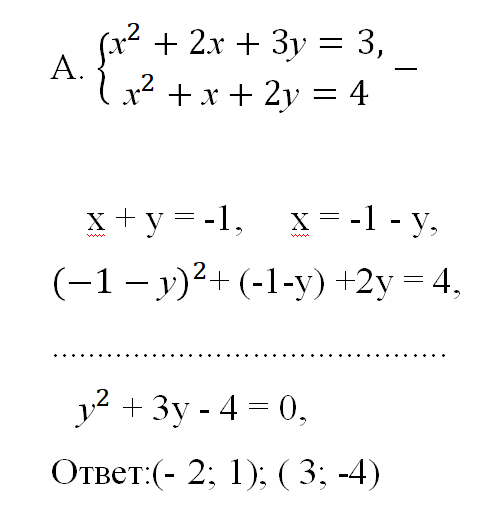 А. { x² + 2x + 3y = 3, −
x² + x + 2y = 4
x + y = -1, x = -1 - y,
(−1 − y)²+ (-1-y) +2y = 4,
............................................
y² + 3y - 4 = 0,
Ответ:(- 2; 1); ( 3; -4)